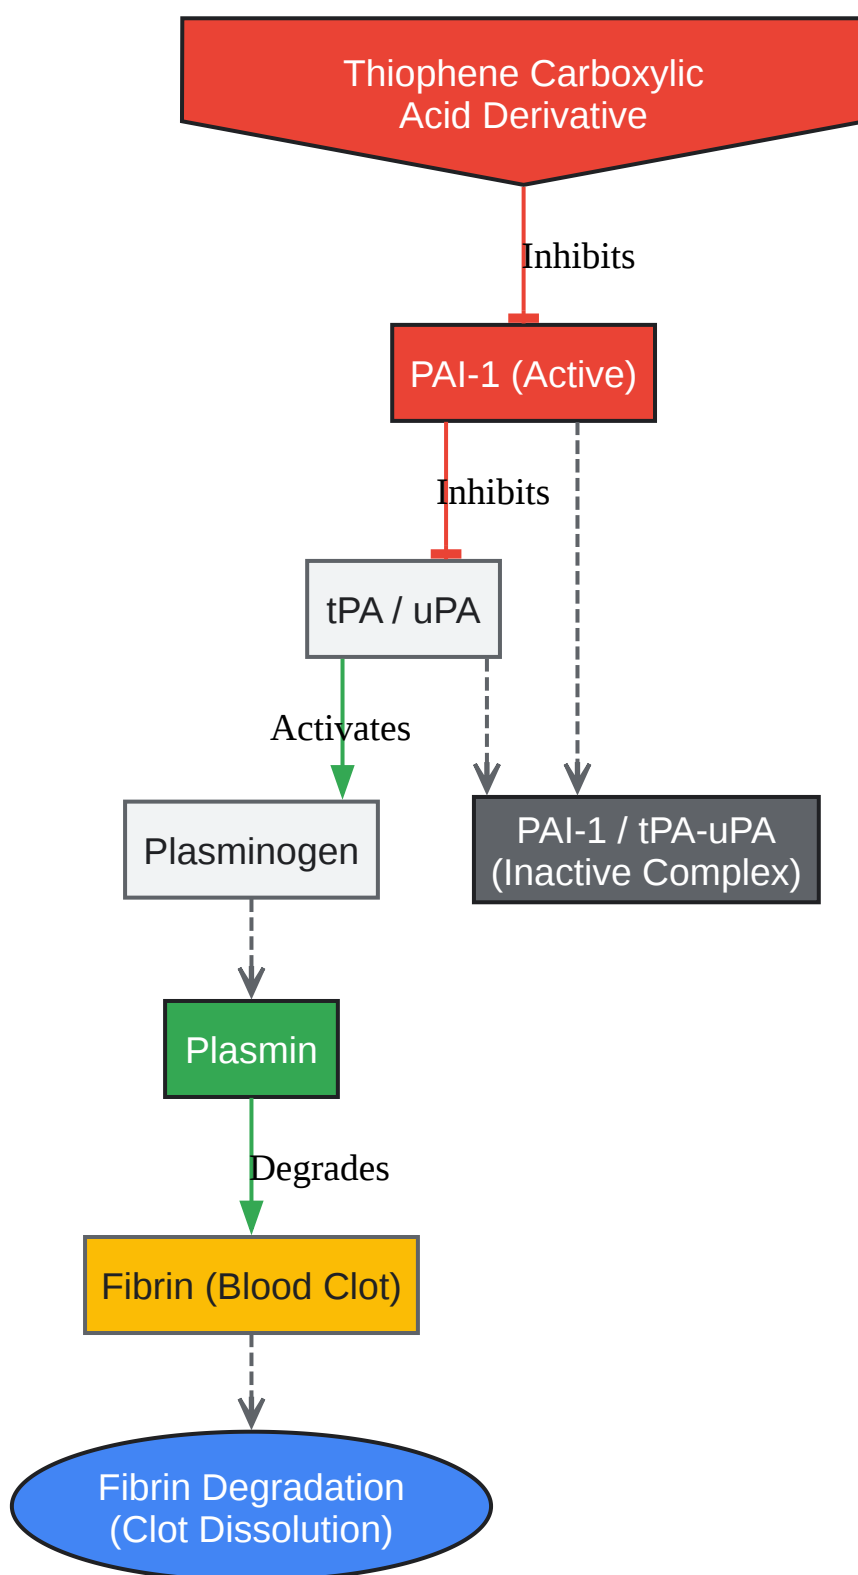 Thiophene Carboxylic
Acid Derivative
Inhibits
PAI-1 (Active)
Inhibits
tPA / uPA
Activates
Plasminogen
PAI-1 / tPA-uPA
(Inactive Complex)
Plasmin
Degrades
Fibrin (Blood Clot)
Fibrin Degradation
(Clot Dissolution)